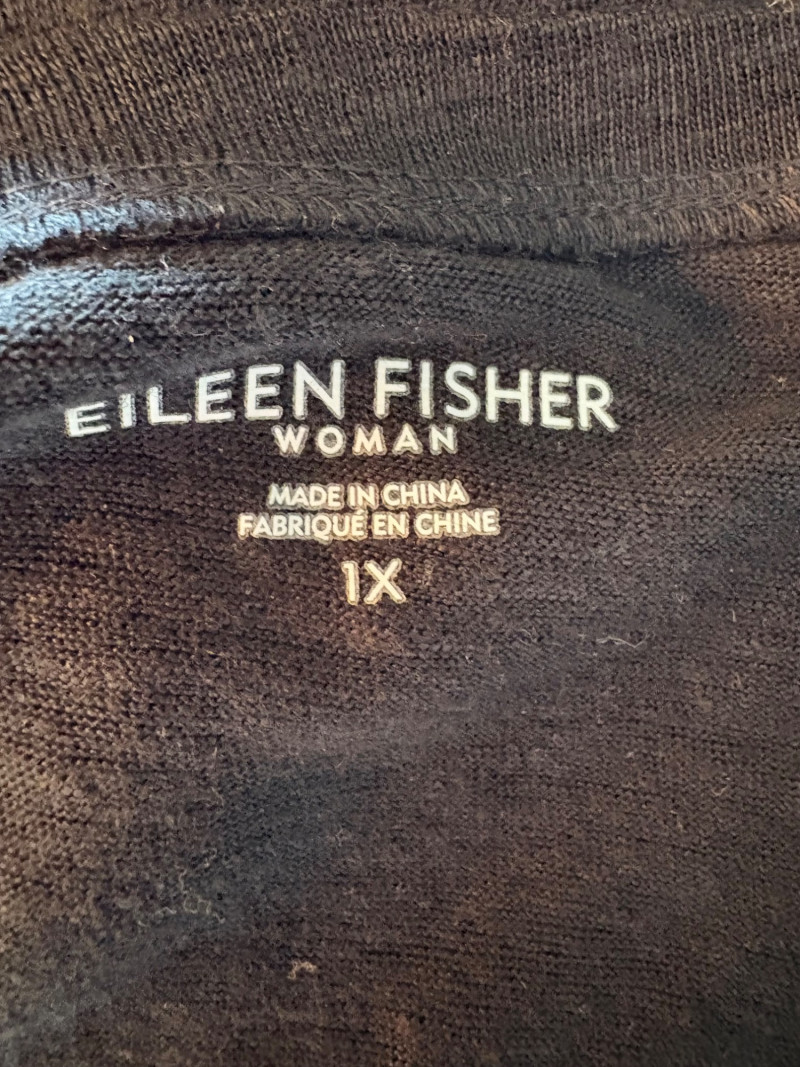 EILEEN FISHER
WOMAN
MADE IN CHINA
FABRIQUÉ EN CHINE
1X